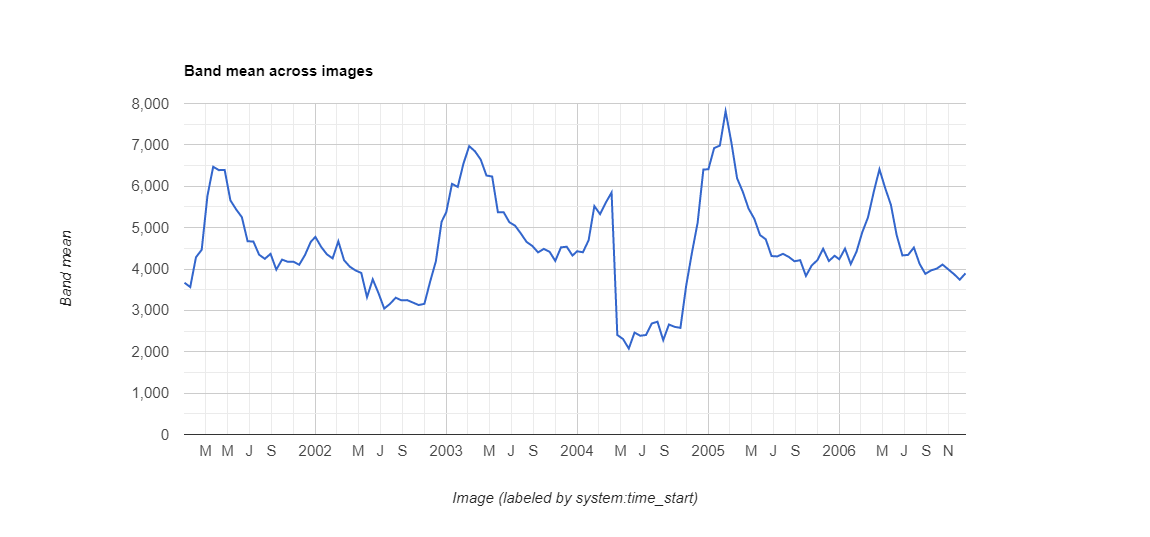 Band mean across images
8,000
7,000
6,000
5,000
4,000
3,000
2,000
1,000
0
Band mean
M M J S 2002 M J S 2003 M J S 2004 M J S 2005 M J S 2006 M J S N
Image (labeled by system:time_start)